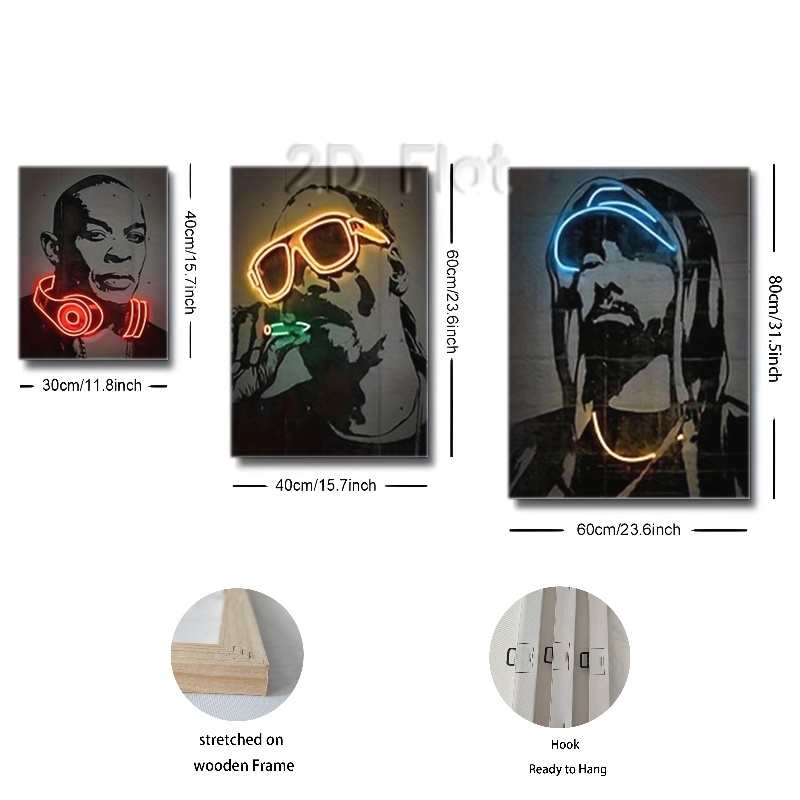 2D Flat
40cm/15.7inch
30cm/11.8inch
60cm/23.6inch
40cm/15.7inch
80cm/31.5inch
60cm/23.6inch
stretched on
wooden Frame
Hook
Ready to Hang